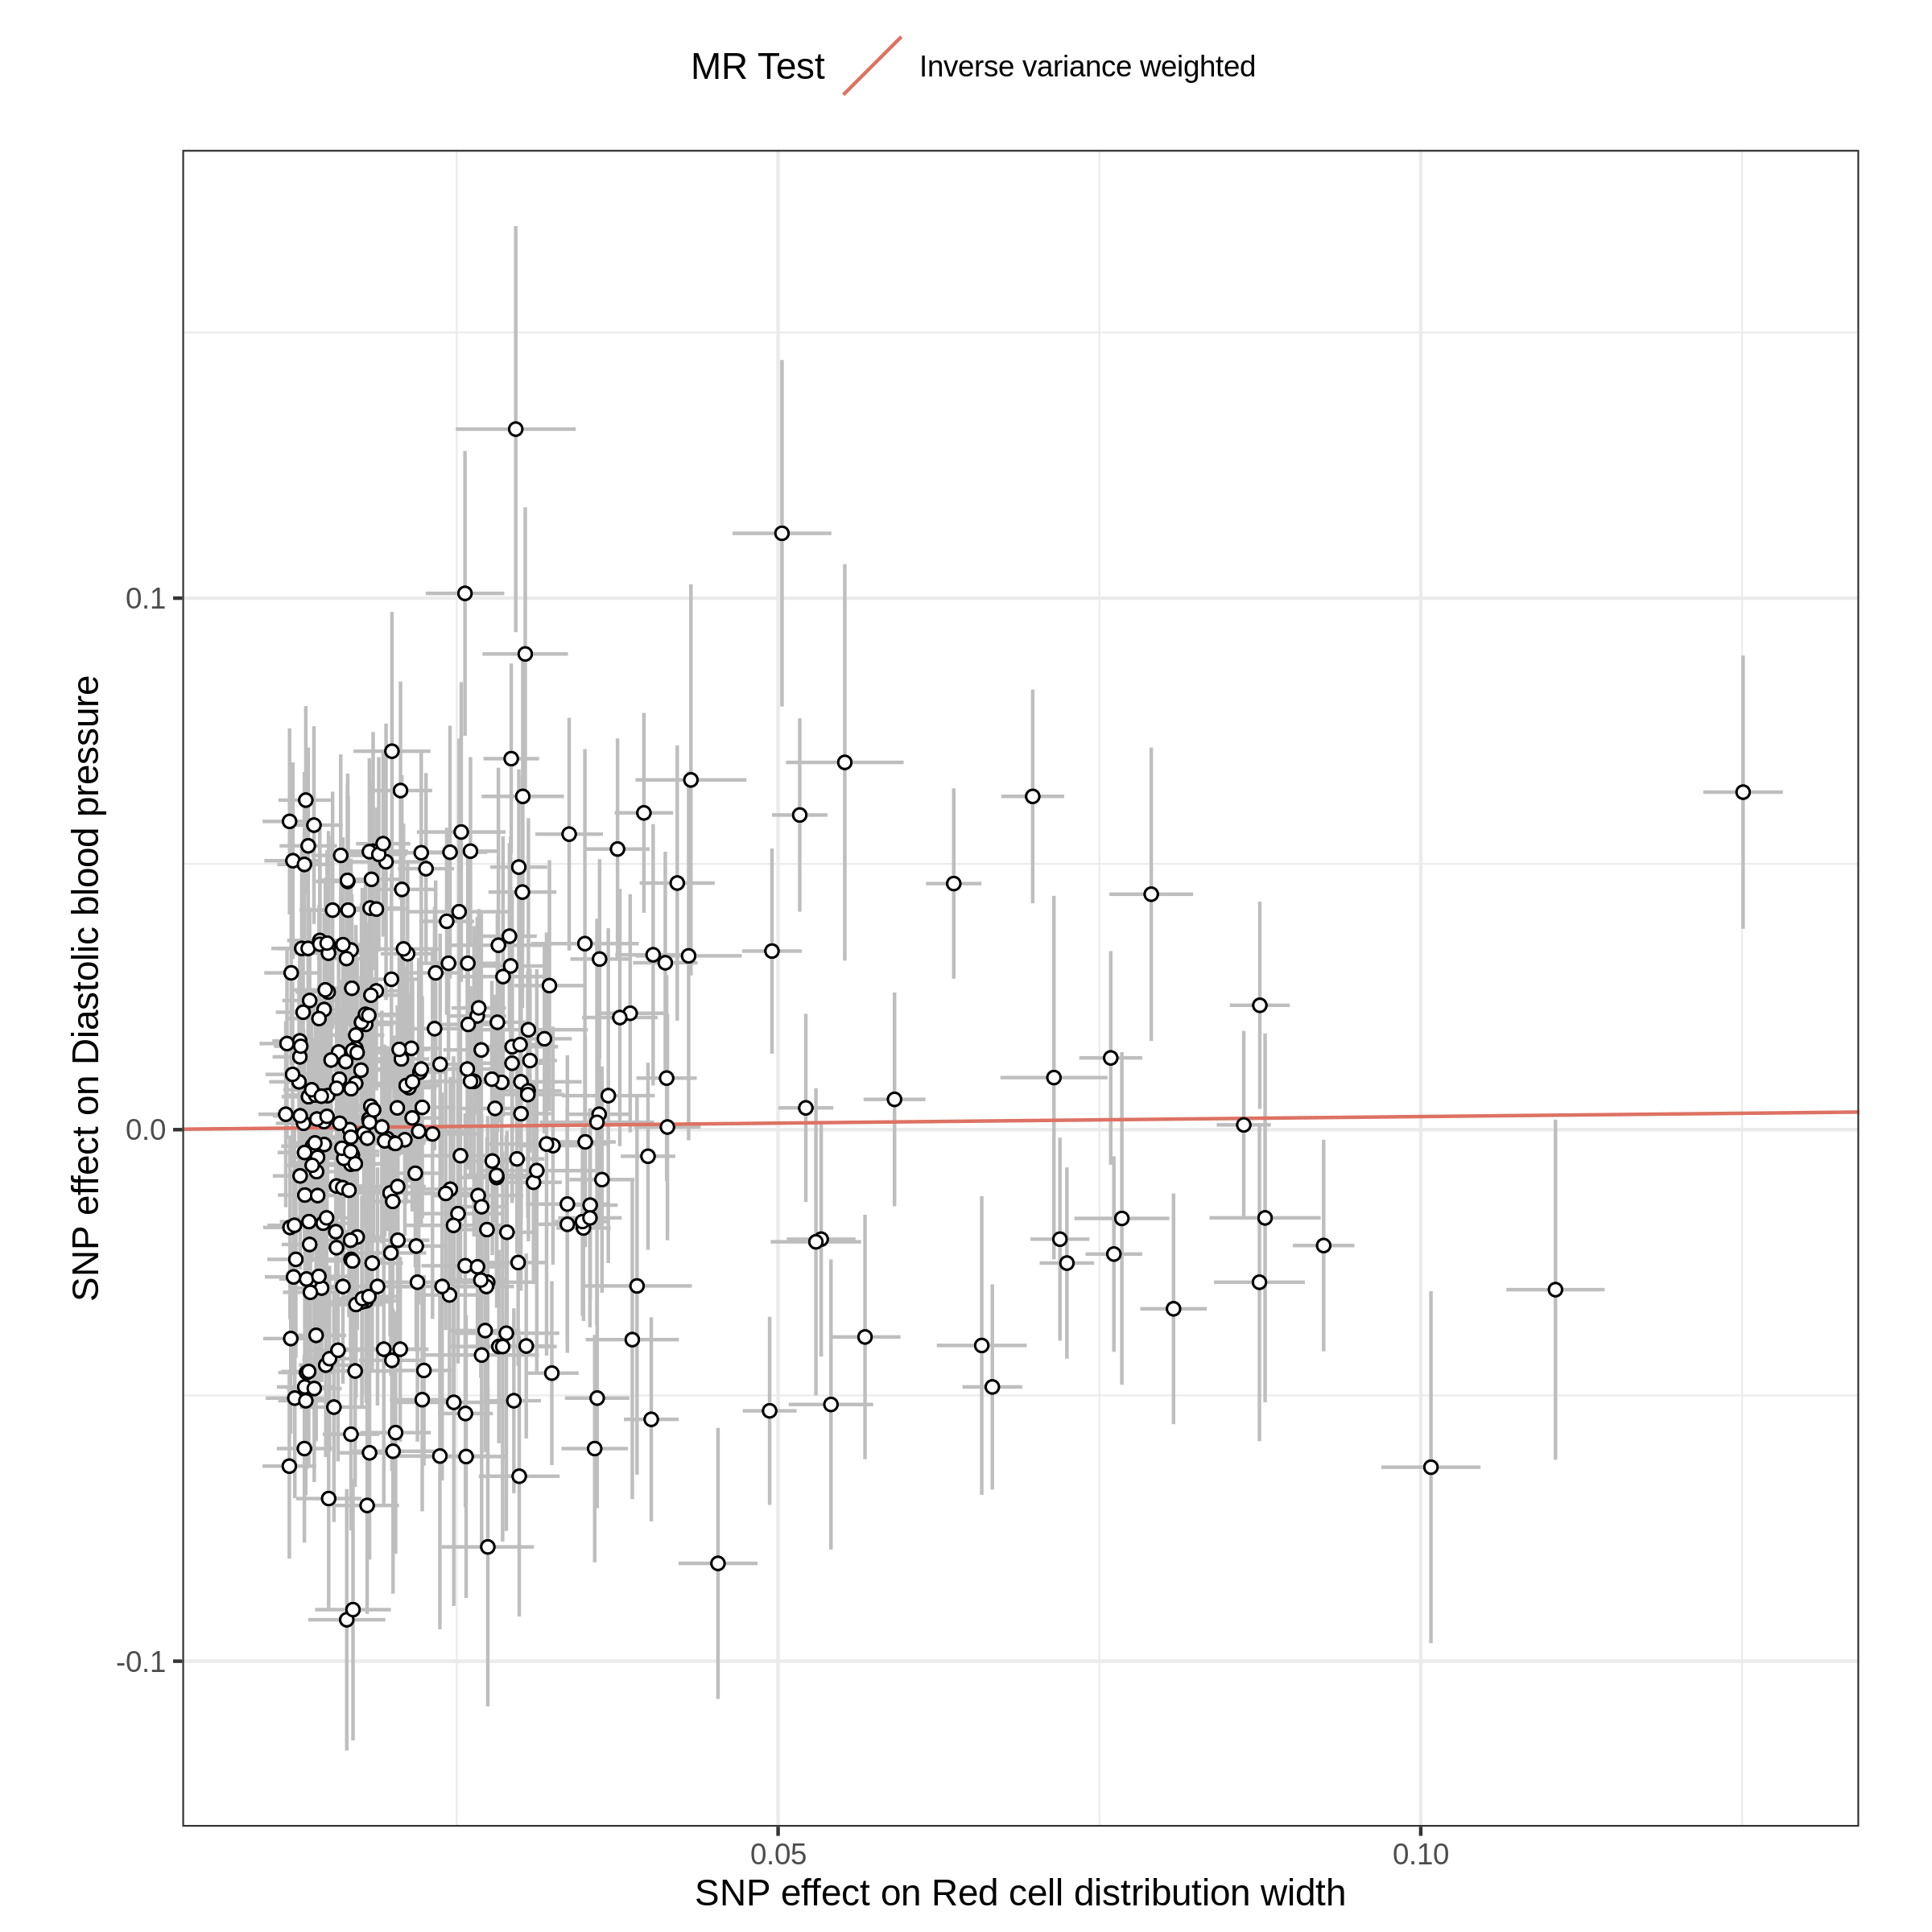 MR Test Inverse variance weighted
SNP effect on Diastolic blood pressure
0.1
0.0
-0.1
0.05 0.10
SNP effect on Red cell distribution width